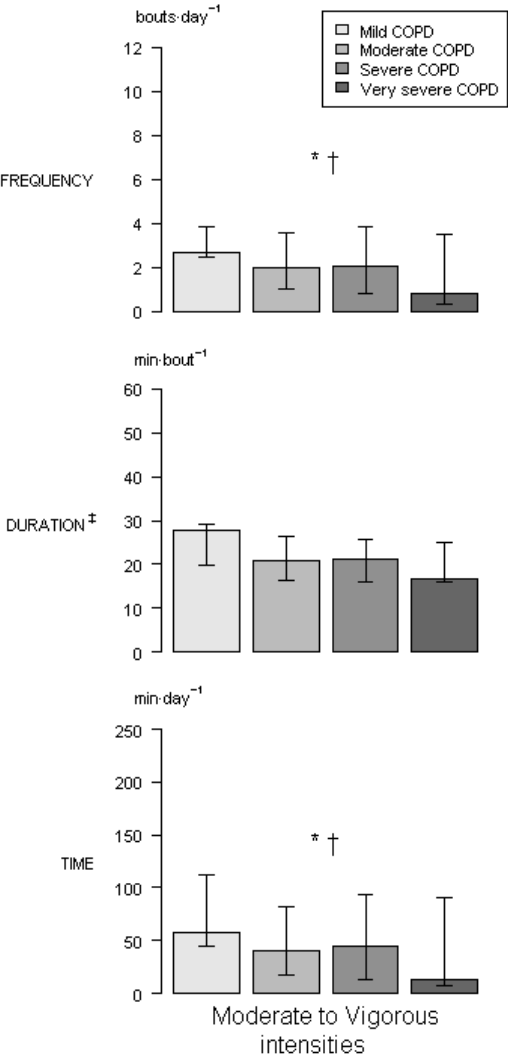 bouts·day⁻¹
Mild COPD
Moderate COPD
Severe COPD
Very severe COPD
12
10
8
* †
FREQUENCY
6
4
2
0
min·bout⁻¹
60
50
40
30
DURATION‡
20
10
0
min·day⁻¹
250
200
150
* †
TIME
100
50
0
Moderate to Vigorous
intensities